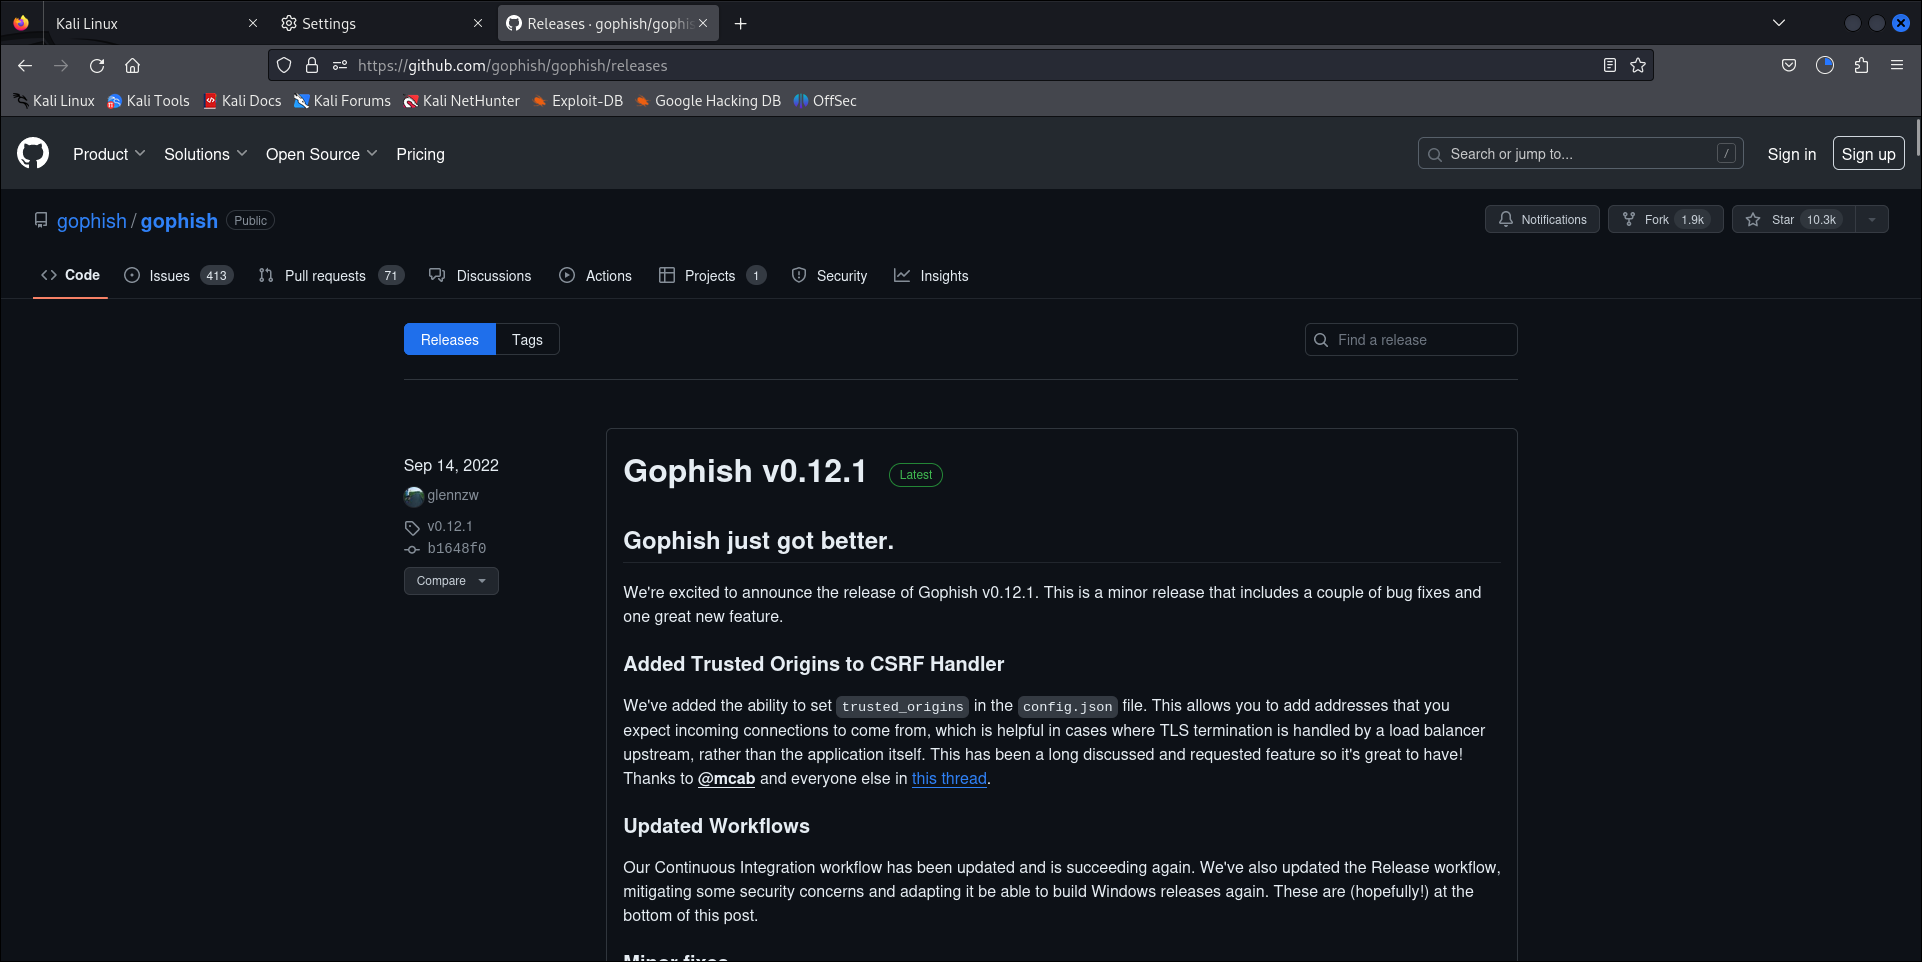 Kali Linux
Settings
Releases · gophish/gophis
https://github.com/gophish/gophish/releases
Kali Linux Kali Tools Kali Docs Kali Forums Kali NetHunter Exploit-DB Google Hacking DB OffSec
Product Solutions Open Source Pricing Search or jump to... / Sign in Sign up
gophish / gophish Public Notifications Fork 1.9k Star 10.3k
Code Issues 413 Pull requests 71 Discussions Actions Projects 1 Security Insights
Releases Tags Find a release
Sep 14, 2022
glennzw
v0.12.1
b1648f0
Compare
Gophish v0.12.1 Latest
Gophish just got better.
We're excited to announce the release of Gophish v0.12.1. This is a minor release that includes a couple of bug fixes and
one great new feature.
Added Trusted Origins to CSRF Handler
We've added the ability to set trusted_origins in the config.json file. This allows you to add addresses that you
expect incoming connections to come from, which is helpful in cases where TLS termination is handled by a load balancer
upstream, rather than the application itself. This has been a long discussed and requested feature so it's great to have!
Thanks to @mcab and everyone else in this thread.
Updated Workflows
Our Continuous Integration workflow has been updated and is succeeding again. We've also updated the Release workflow,
mitigating some security concerns and adapting it be able to build Windows releases again. These are (hopefully!) at the
bottom of this post.
Minor fixes